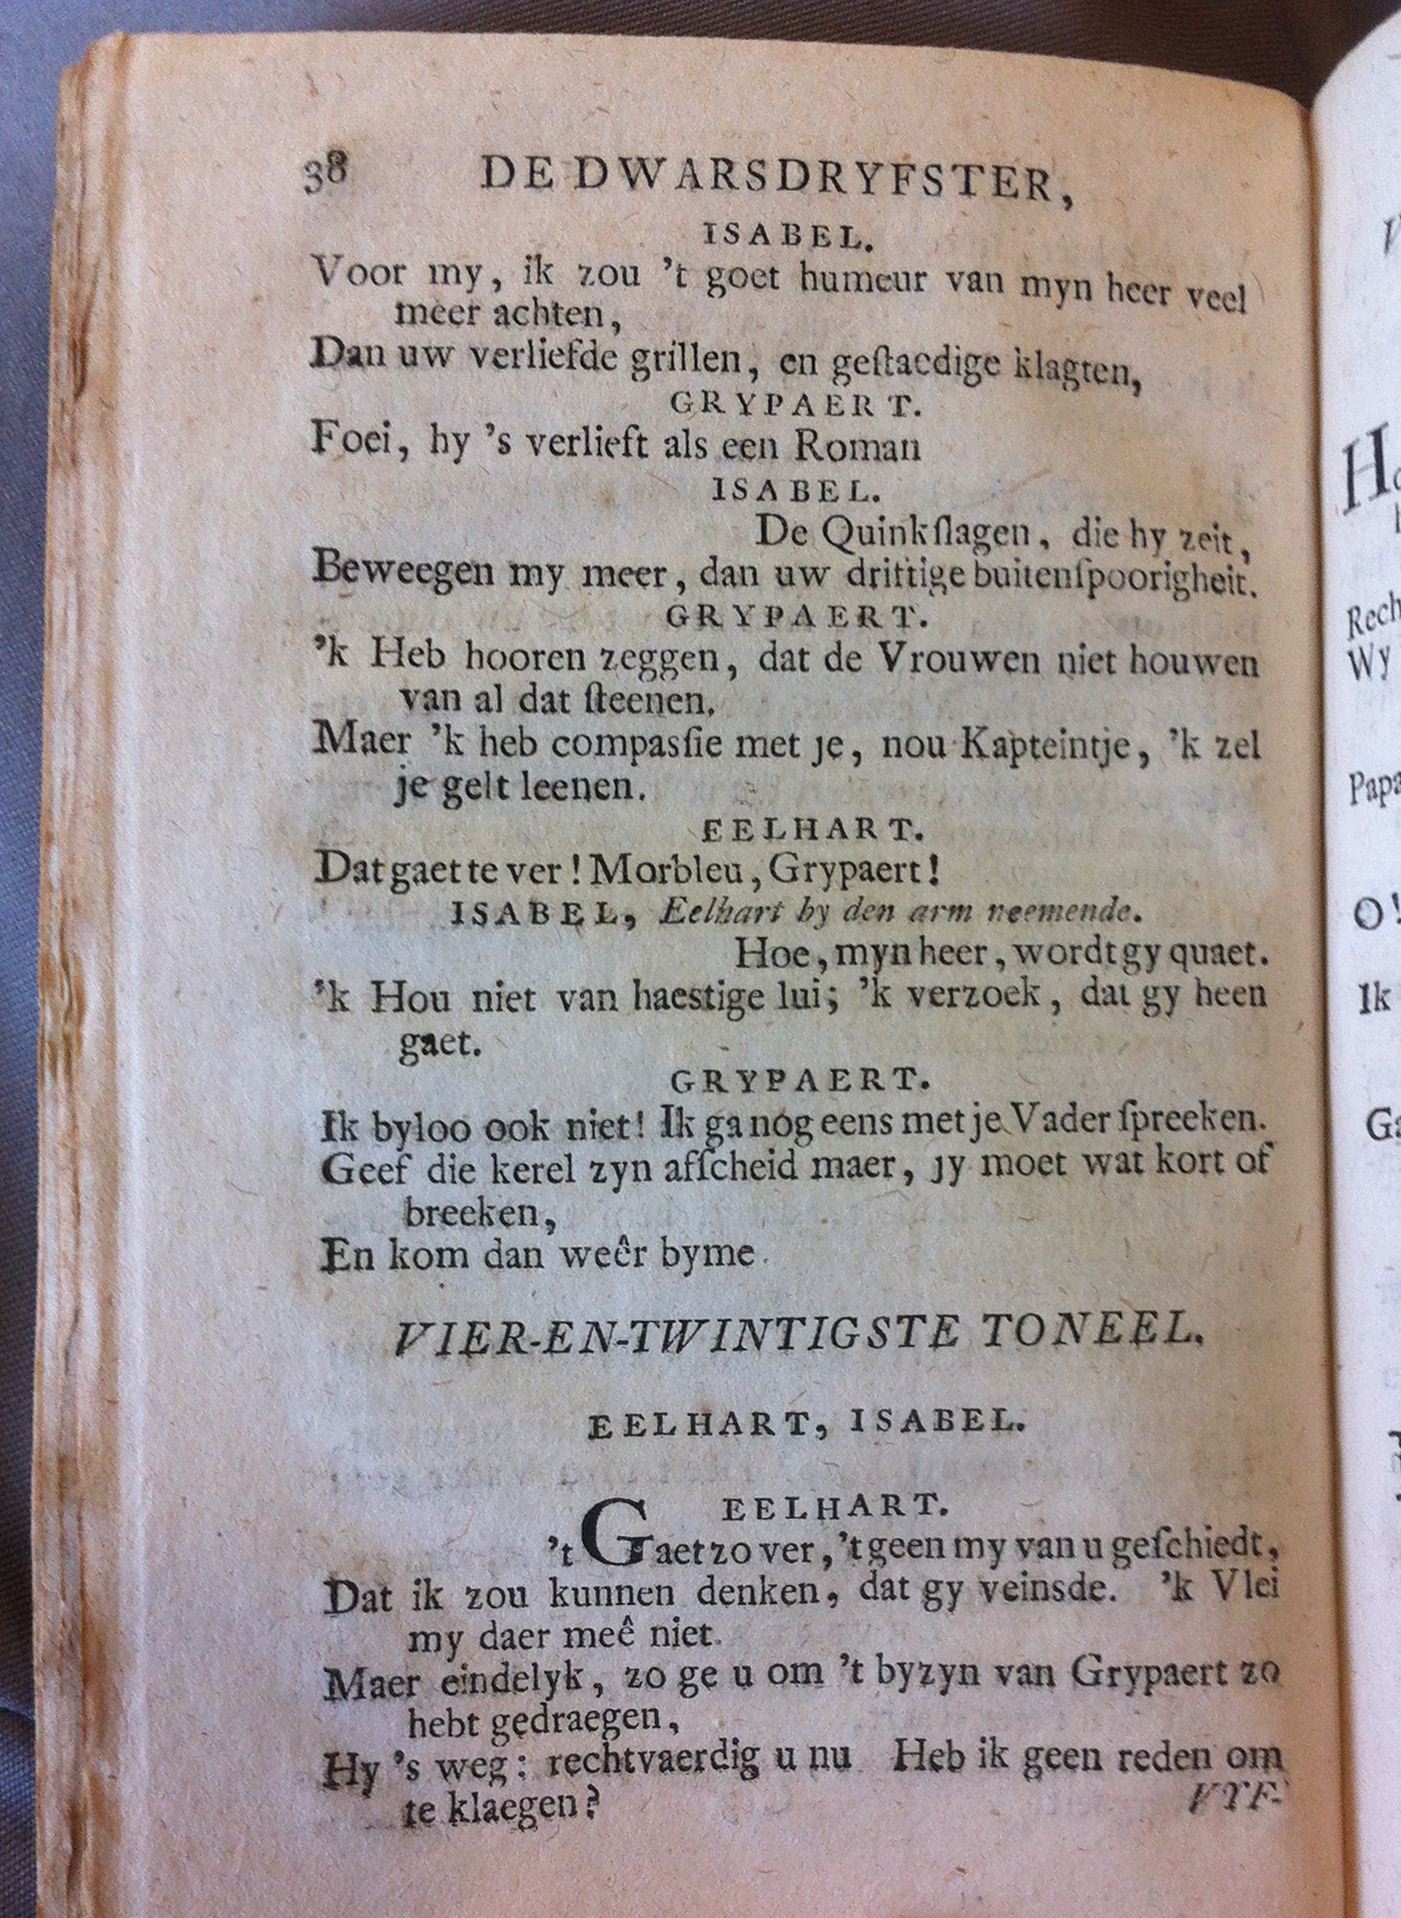 38 DE DWARSDRYFSTER,
ISABEL.
Voor my, ik zou 't goet humeur van myn heer veel
meer achten,
Dan uw verliefde grillen, en geſtaedige klagten,
GRYPAERT.
Foei, hy 's verlieft als een Roman
ISABEL.
De Quinkſlagen, die hy zeit,
Beweegen my meer, dan uw drittige buitenſpoorigheit.
GRYPAERT.
'k Heb hooren zeggen, dat de Vrouwen niet houwen
van al dat ſteenen.
Maer 'k heb compasſie met je, nou Kapteintje, 'k zel
je gelt leenen.
EELHART.
Dat gaet te ver! Morbleu, Grypaert!
ISABEL, Eelhart by den arm neemende.
Hoe, myn heer, wordt gy quaet.
'k Hou niet van haestige lui; 'k verzoek, dat gy heen
gaet.
GRYPAERT.
Ik byloo ook niet! Ik ga nóg eens met je Vader ſpreeken.
Geef die kerel zyn afſcheid maer, jy moet wat kort of
breeken,
En kom dan weêr byme.
VIER-EN-TWINTIGSTE TONEEL.
EELHART, ISABEL.
EELHART.
't Gaet zo ver, 't geen my van u geſchiedt,
Dat ik zou kunnen denken, dat gy veinsde. 'k Vlei
my daer meê niet.
Maer eindelyk, zo ge u om 't byzyn van Grypaert zo
hebt gedraegen,
Hy 's weg: rechtvaerdig u nu Heb ik geen reden om
te klaegen?
VYF-
Rech
Wy
Papa
O!
Ik
Ga